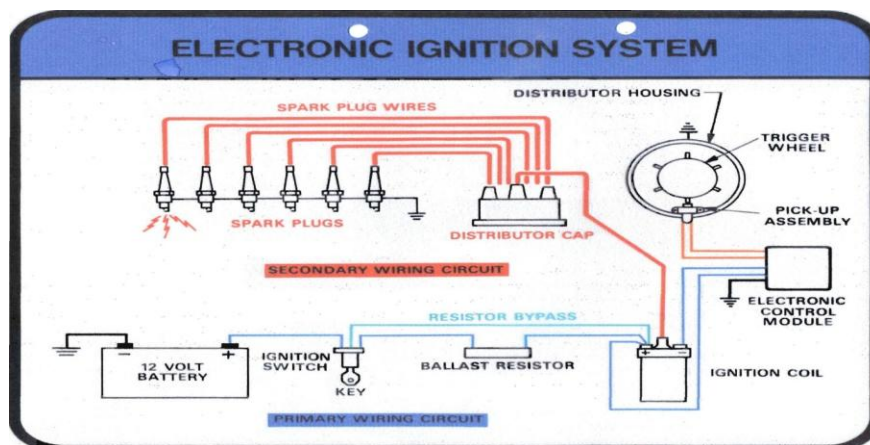 ELECTRONIC IGNITION SYSTEM
DISTRIBUTOR HOUSING
SPARK PLUG WIRES
TRIGGER
WHEEL
SPARK PLUGS
DISTRIBUTOR CAP
PICK-UP
ASSEMBLY
SECONDARY WIRING CIRCUIT
ELECTRONIC
CONTROL
MODULE
RESISTOR BYPASS
- +
12 VOLT
BATTERY
IGNITION
SWITCH
KEY
BALLAST RESISTOR
+ -
IGNITION COIL
PRIMARY WIRING CIRCUIT